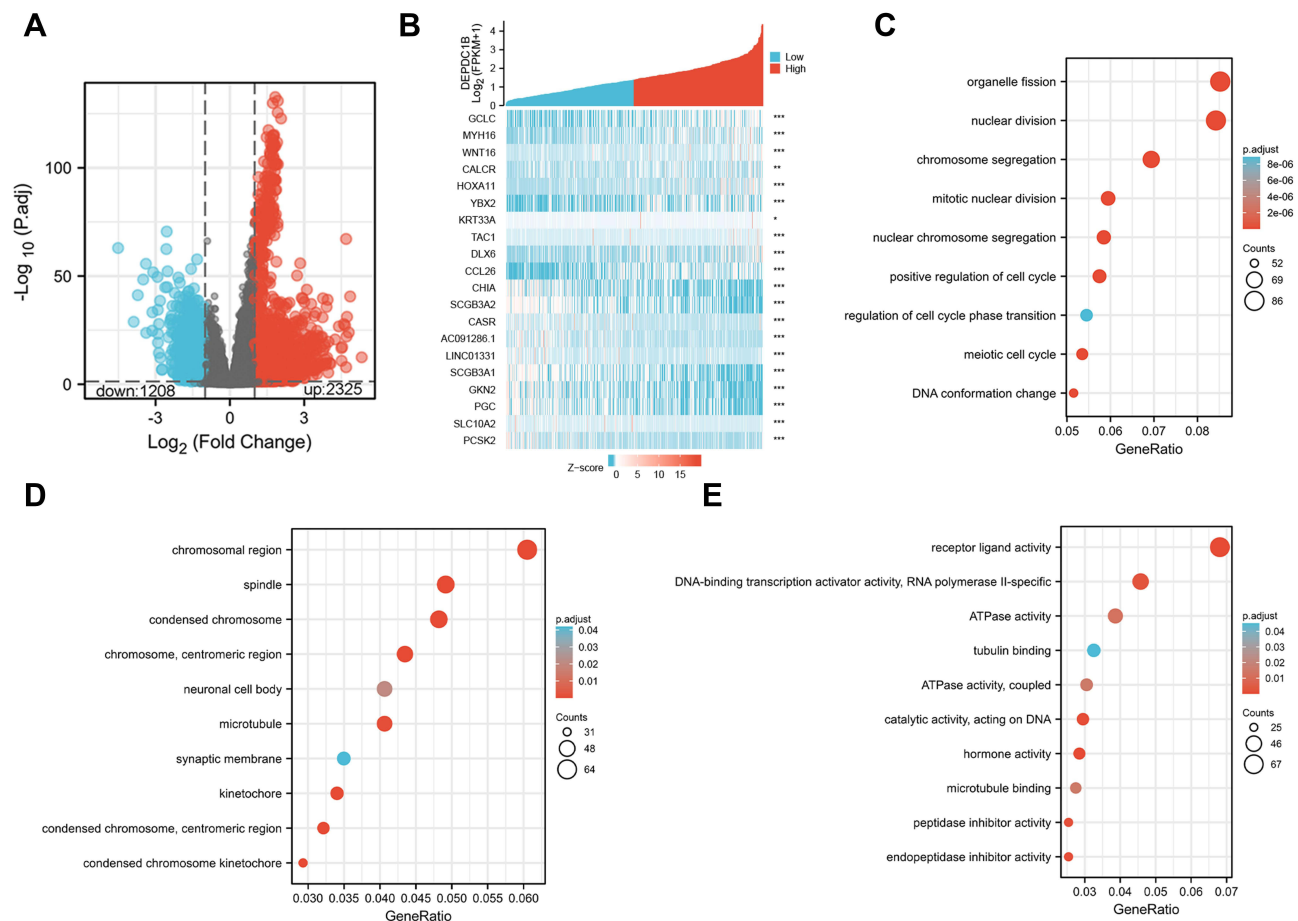 A
-Log 10 (P.adj)
100
50
0
down:1208
up:2325
-3
0
3
Log2 (Fold Change)
B
DEPDC1B
Log2 (FPKM+1)
4
3
2
1
0
Low
High
GCLC ***
MYH16 ***
WNT16 ***
CALCR **
HOXA11 ***
YBX2 ***
KRT33A *
TAC1 ***
DLX6 ***
CCL26 ***
CHIA ***
SCGB3A2 ***
CASR ***
AC091286.1 ***
LINC01331 ***
SCGB3A1 ***
GKN2 ***
PGC ***
SLC10A2 ***
PCSK2 ***
Z−score
0 5 10 15
C
organelle fission
nuclear division
chromosome segregation
mitotic nuclear division
nuclear chromosome segregation
positive regulation of cell cycle
regulation of cell cycle phase transition
meiotic cell cycle
DNA conformation change
0.05 0.06 0.07 0.08
GeneRatio
p.adjust
8e-06
6e-06
4e-06
2e-06
Counts
52
69
86
D
chromosomal region
spindle
condensed chromosome
chromosome, centromeric region
neuronal cell body
microtubule
synaptic membrane
kinetochore
condensed chromosome, centromeric region
condensed chromosome kinetochore
0.030 0.035 0.040 0.045 0.050 0.055 0.060
GeneRatio
p.adjust
0.04
0.03
0.02
0.01
Counts
31
48
64
E
receptor ligand activity
DNA-binding transcription activator activity, RNA polymerase II-specific
ATPase activity
tubulin binding
ATPase activity, coupled
catalytic activity, acting on DNA
hormone activity
microtubule binding
peptidase inhibitor activity
endopeptidase inhibitor activity
0.03 0.04 0.05 0.06 0.07
GeneRatio
p.adjust
0.04
0.03
0.02
0.01
Counts
25
46
67